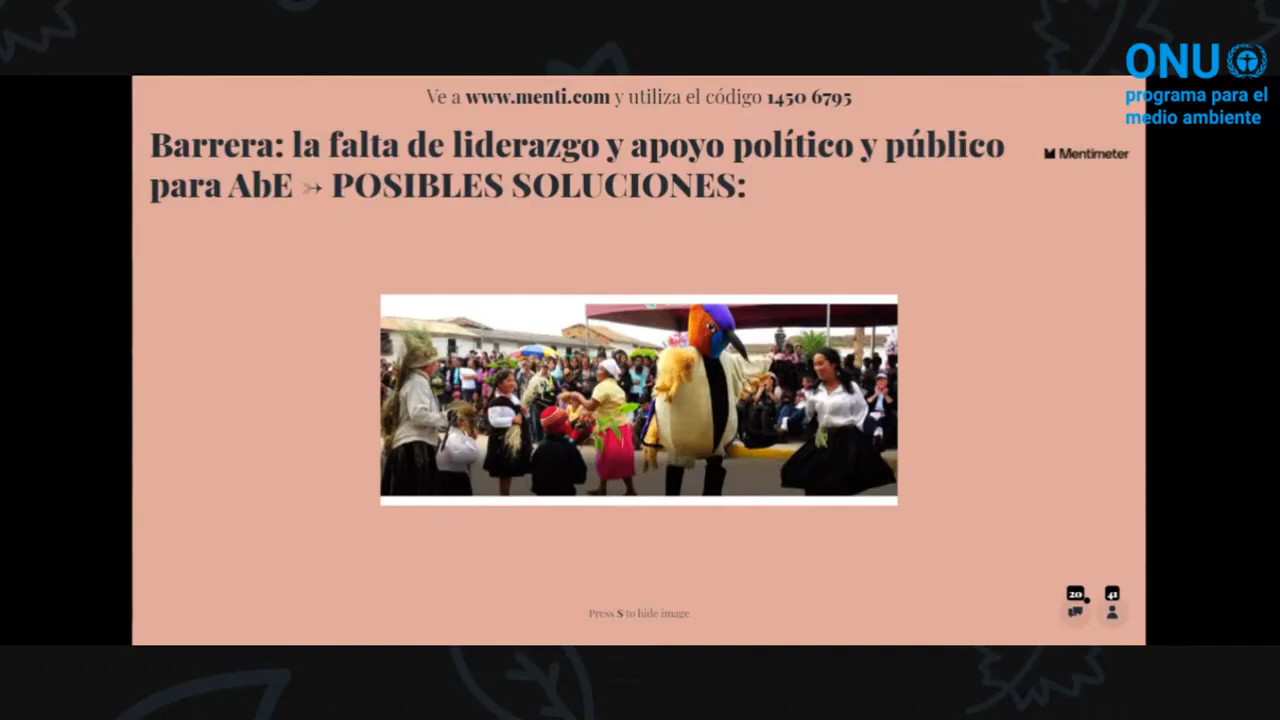 ONU
programa para el
medio ambiente
Ve a www.menti.com y utiliza el código 1450 6795
Barrera: la falta de liderazgo y apoyo político y público
para AbE ➳ POSIBLES SOLUCIONES:
Mentimeter
Press S to hide image
20 41